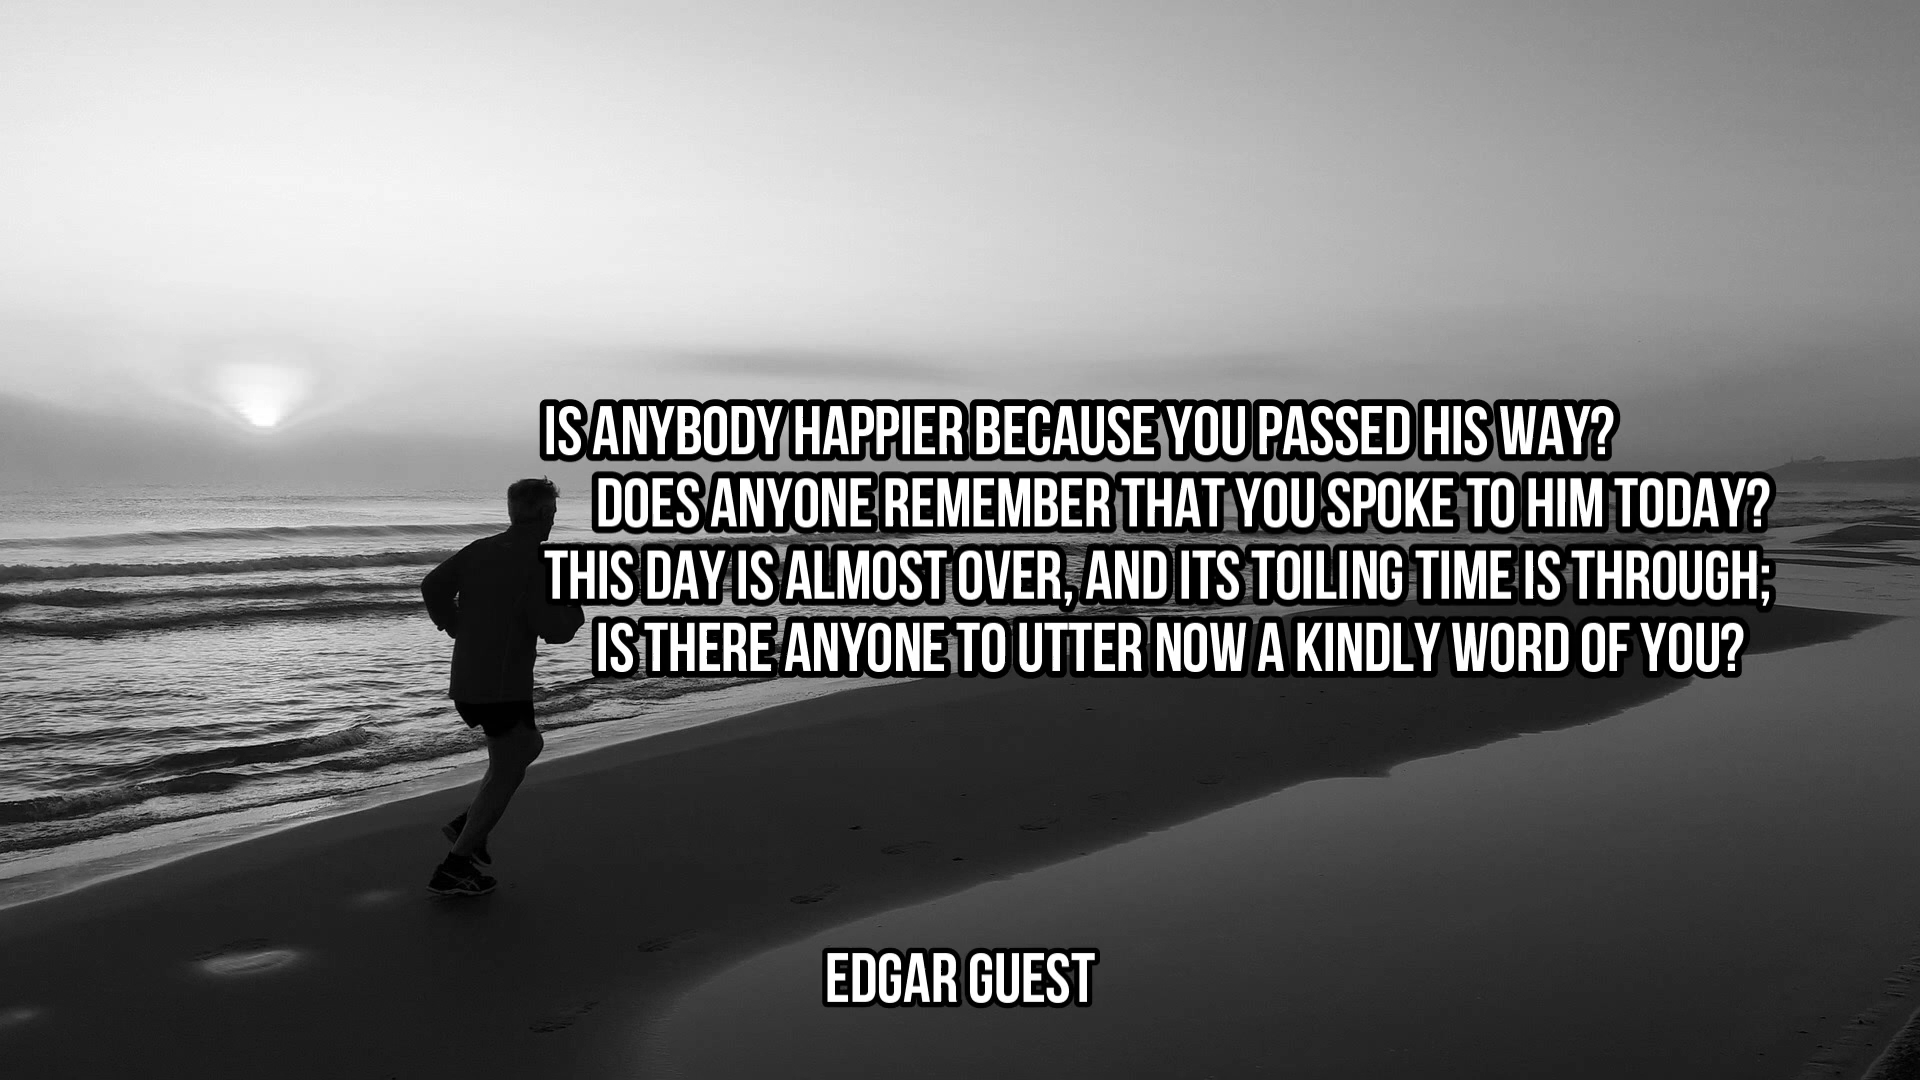 IS ANYBODY HAPPIER BECAUSE YOU PASSED HIS WAY?
DOES ANYONE REMEMBER THAT YOU SPOKE TO HIM TODAY?
THIS DAY IS ALMOST OVER, AND ITS TOILING TIME IS THROUGH;
IS THERE ANYONE TO UTTER NOW A KINDLY WORD OF YOU?
EDGAR GUEST